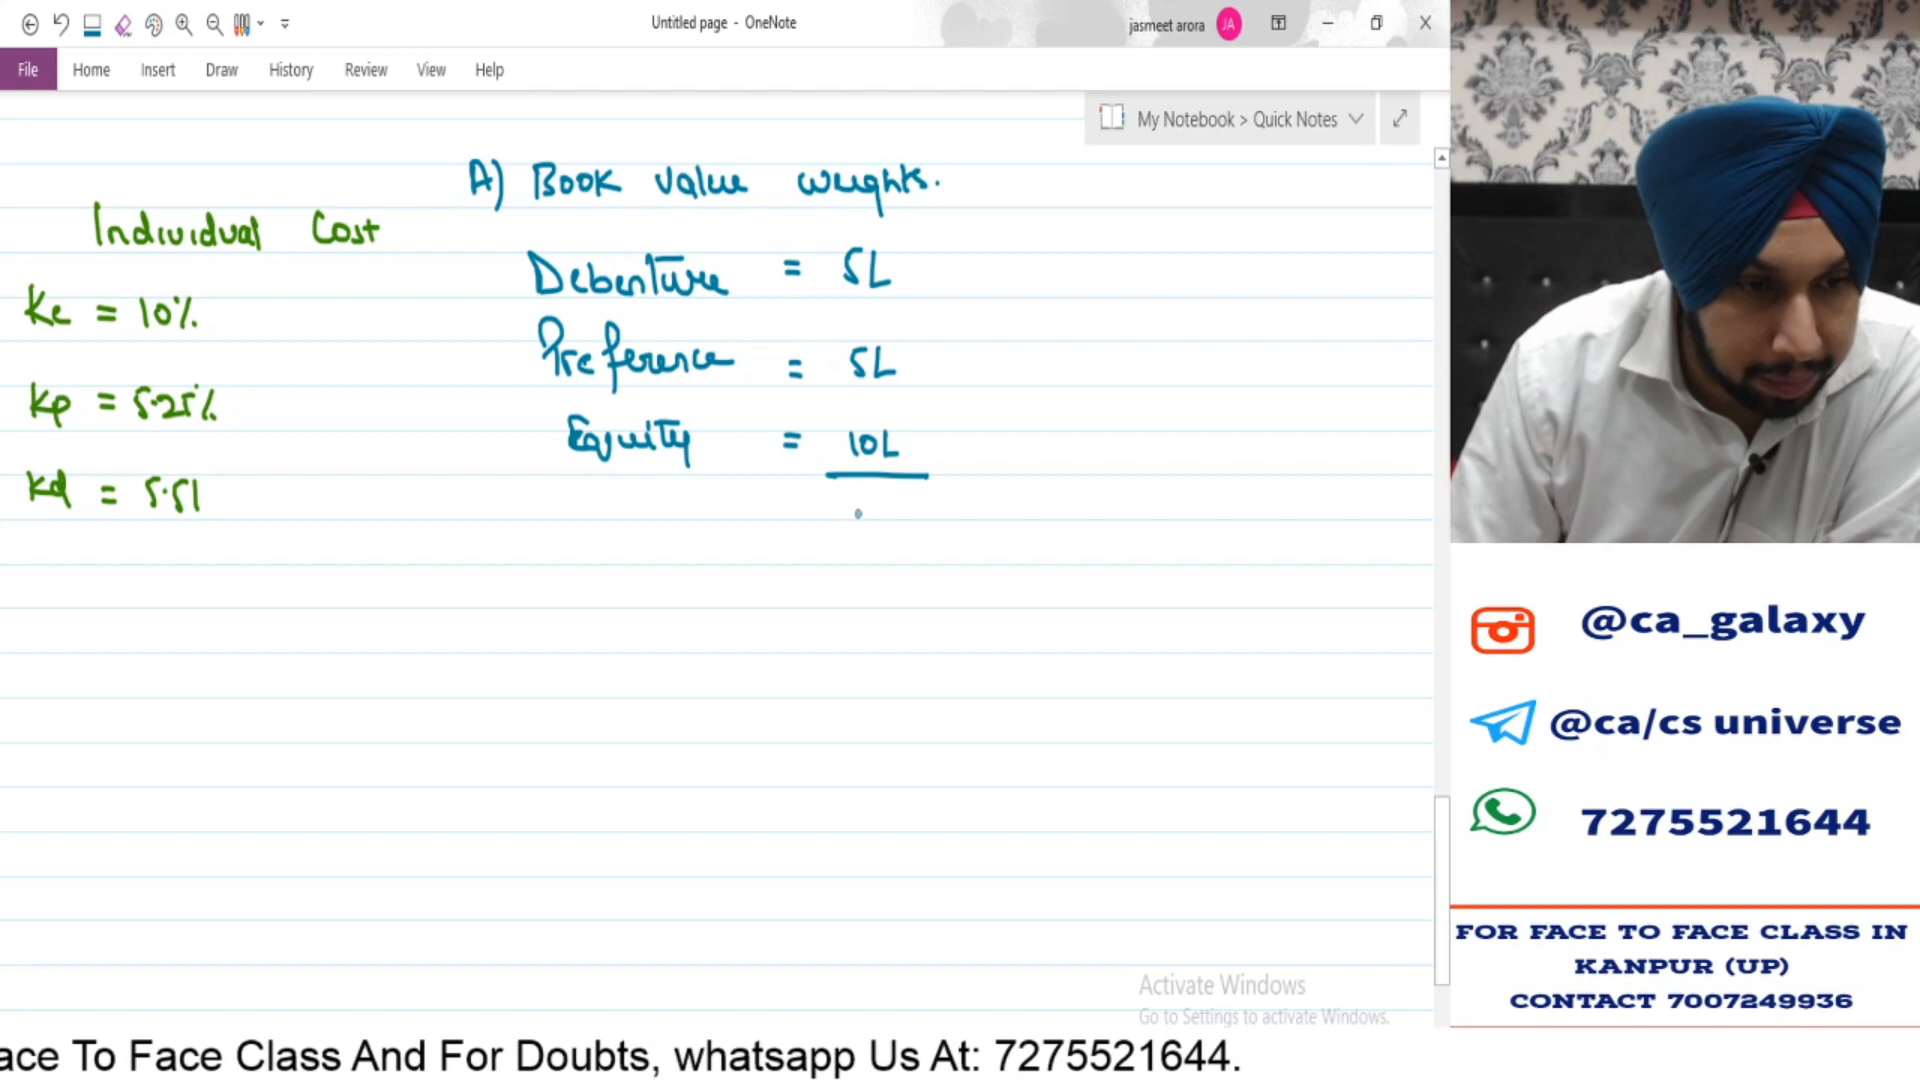 Untitled page - OneNote
jasmeet arora JA
File Home Insert Draw History Review View Help
My Notebook > Quick Notes
A) Book value weights.
Individual Cost
Debenture = 5L
Ke = 10%
Preference = 5L
Kp = 5.25%
Equity = 10L
Kd = 5.51
@ca_galaxy
@ca/cs universe
7275521644
FOR FACE TO FACE CLASS IN
KANPUR (UP)
CONTACT 7007249936
Activate Windows
Go to Settings to activate Windows.
ace To Face Class And For Doubts, whatsapp Us At: 7275521644.